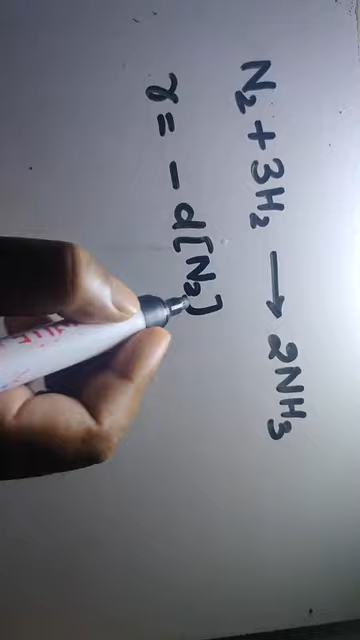 N₂ + 3H₂ → 2NH₃
r = - d[N₂]